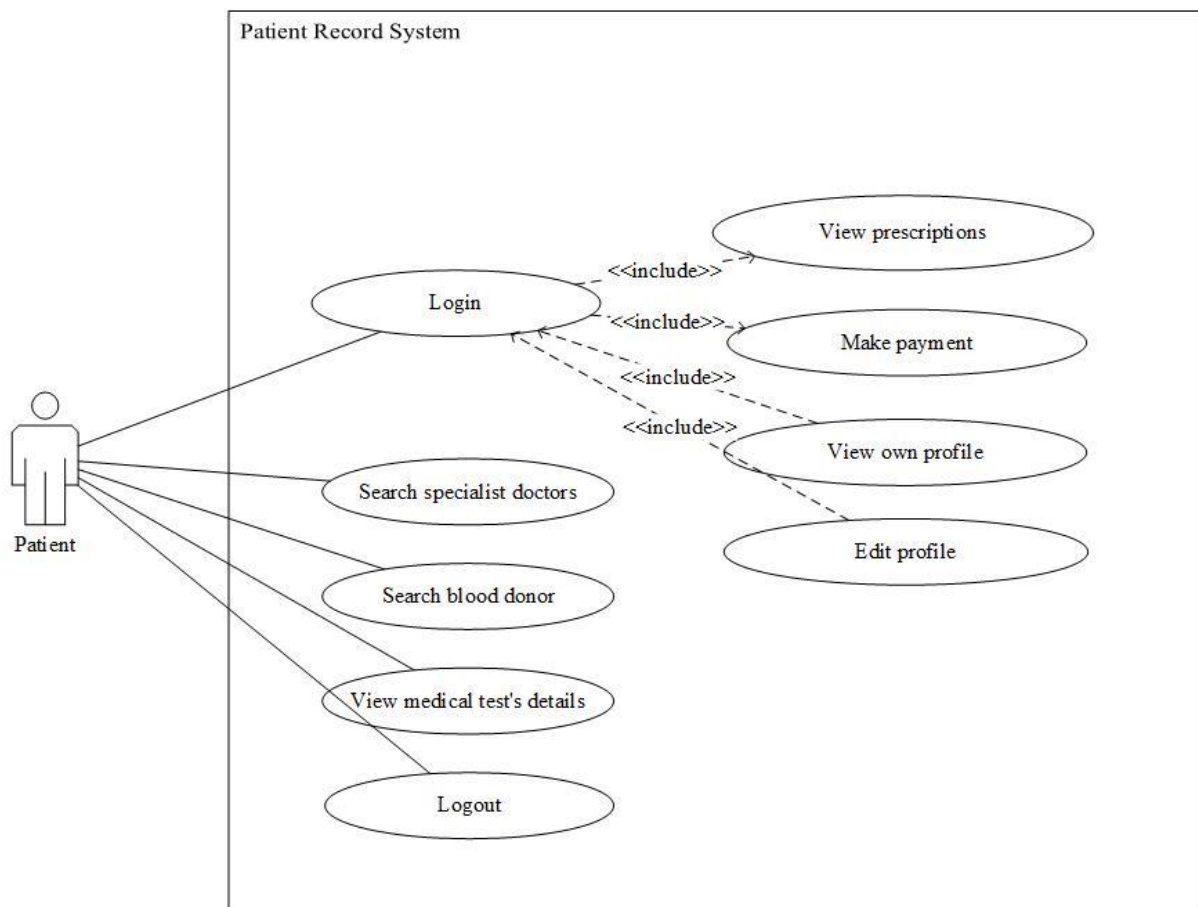 Patient Record System
View prescriptions
<<include>>
Login
<<include>>
Make payment
<<include>>
<<include>>
View own profile
Search specialist doctors
Patient
Edit profile
Search blood donor
View medical test's details
Logout